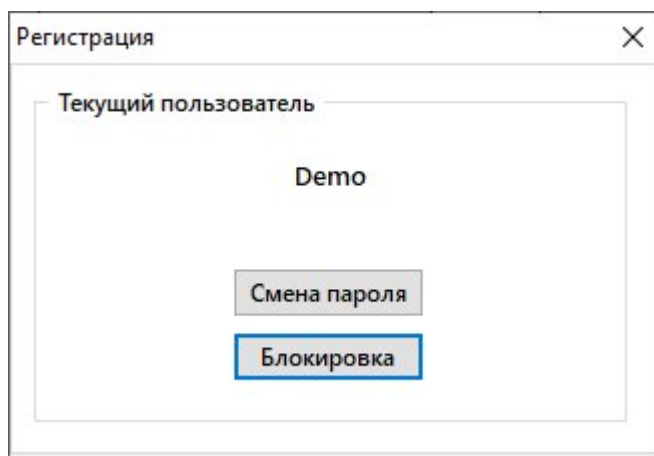 Регистрация
Текущий пользователь
Demo
Смена пароля
Блокировка